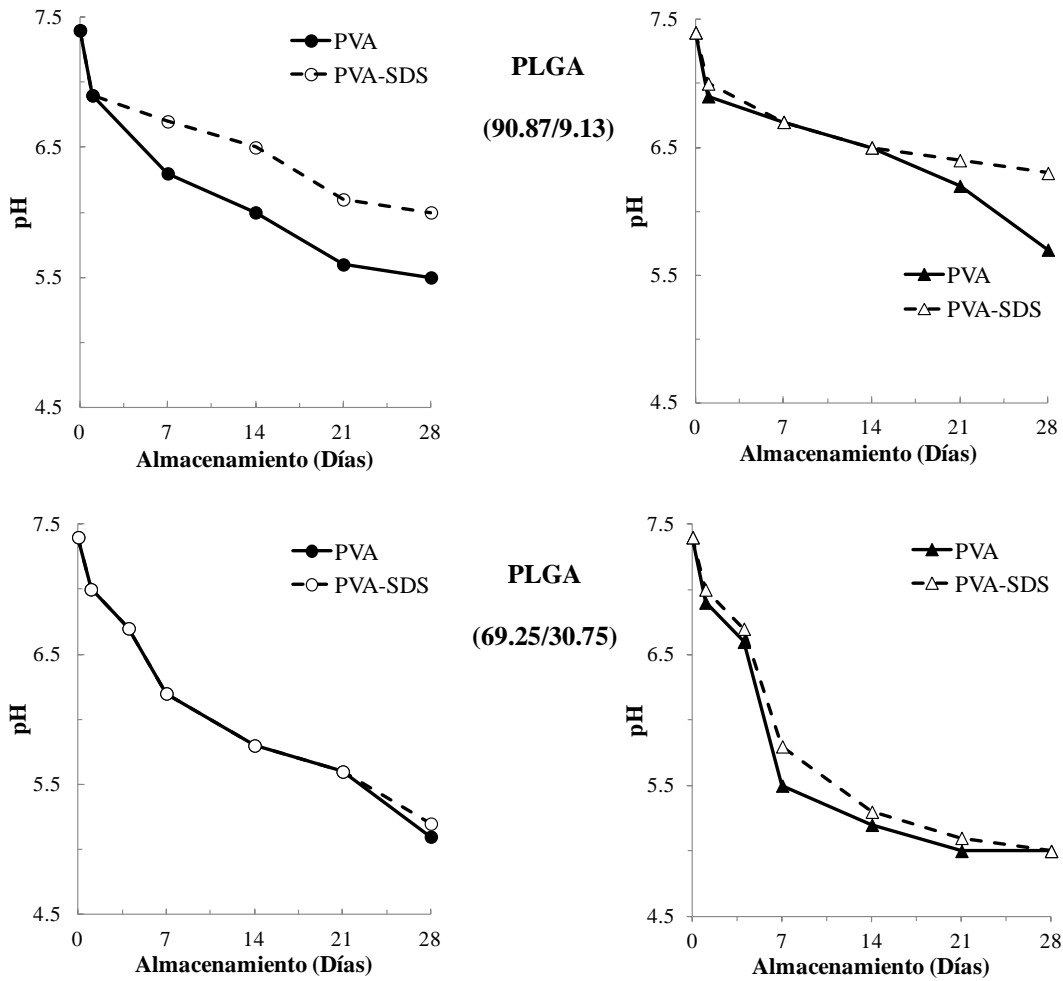 7.5
6.5
5.5
4.5
pH
PVA
PVA-SDS
0 7 14 21 28
Almacenamiento (Días)
PLGA
(90.87/9.13)
7.5
6.5
5.5
4.5
pH
PVA
PVA-SDS
0 7 14 21 28
Almacenamiento (Días)
7.5
6.5
5.5
4.5
pH
PVA
PVA-SDS
0 7 14 21 28
Almacenamiento (Días)
PLGA
(69.25/30.75)
7.5
6.5
5.5
4.5
pH
PVA
PVA-SDS
0 7 14 21 28
Almacenamiento (Días)